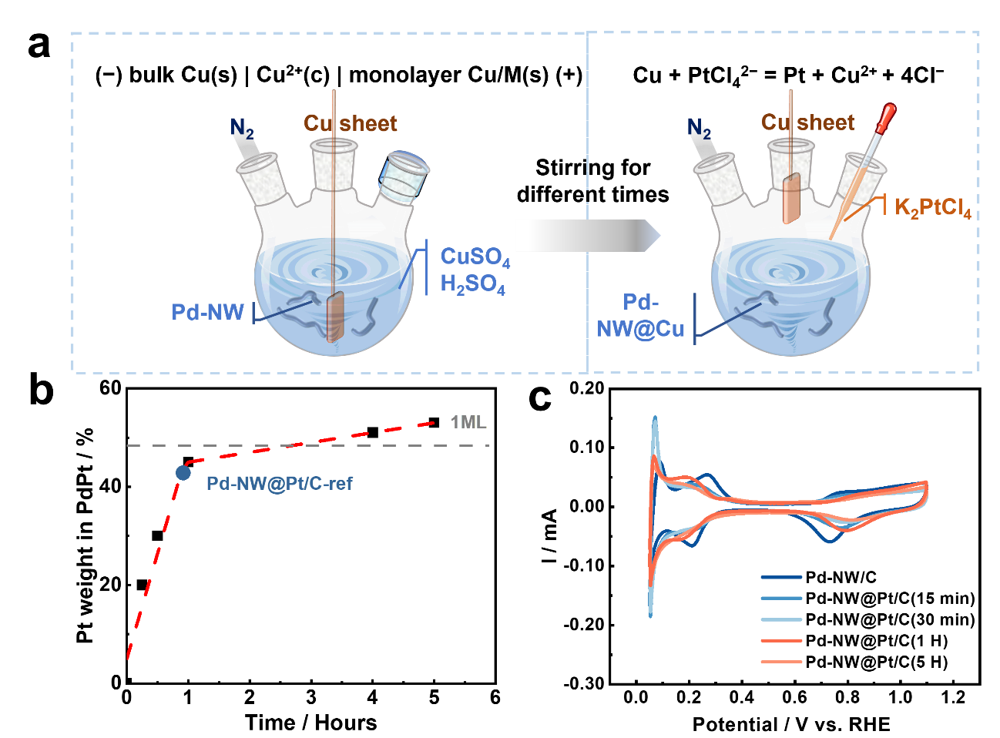 a
(−) bulk Cu(s) | Cu²⁺(c) | monolayer Cu/M(s) (+)
Cu + PtCl₄²⁻ = Pt + Cu²⁺ + 4Cl⁻
N₂
Cu sheet
N₂
Cu sheet
Stirring for
different times
K₂PtCl₄
CuSO₄
H₂SO₄
Pd-NW
Pd-
NW@Cu
b
60
40
20
0
0
1
2
3
4
5
6
Pt weight in PdPt / %
Time / Hours
1ML
Pd-NW@Pt/C-ref
c
0.20
0.10
0.00
-0.10
-0.20
-0.30
0.0
0.2
0.4
0.6
0.8
1.0
1.2
I / mA
Potential / V vs. RHE
Pd-NW/C
Pd-NW@Pt/C(15 min)
Pd-NW@Pt/C(30 min)
Pd-NW@Pt/C(1 H)
Pd-NW@Pt/C(5 H)